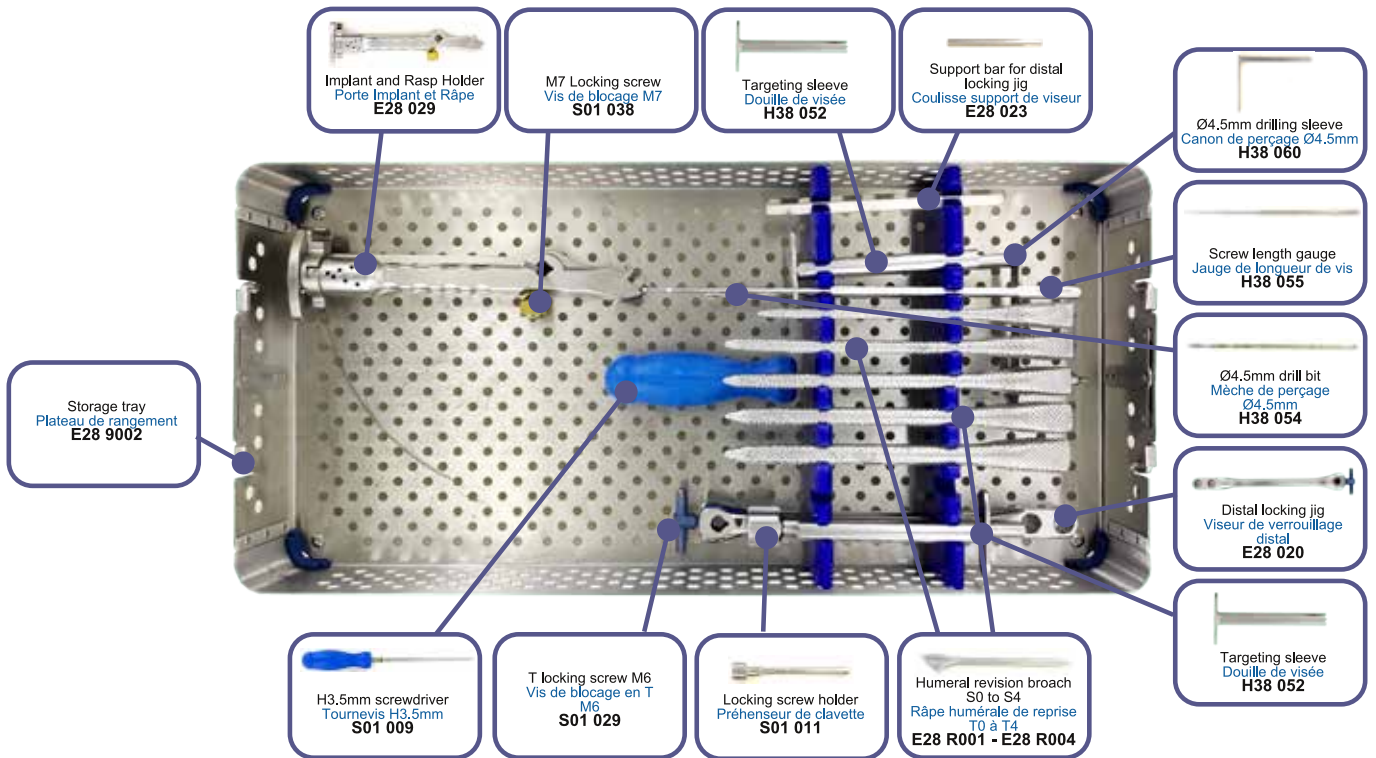 Implant and Rasp Holder
Porte Implant et Râpe
E28 029
M7 Locking screw
Vis de blocage M7
S01 038
Targeting sleeve
Douille de visée
H38 052
Support bar for distal
locking jig
Coulisse support de viseur
E28 023
Ø4.5mm drilling sleeve
Canon de perçage Ø4.5mm
H38 060
Screw length gauge
Jauge de longueur de vis
H38 055
Ø4.5mm drill bit
Mèche de perçage
Ø4.5mm
H38 054
Storage tray
Plateau de rangement
E28 9002
Distal locking jig
Viseur de verrouillage
distal
E28 020
H3.5mm screwdriver
Tournevis H3.5mm
S01 009
T locking screw M6
Vis de blocage en T
M6
S01 029
Locking screw holder
Préhenseur de clavette
S01 011
Humeral revision broach
S0 to S4
Râpe humérale de reprise
T0 à T4
E28 R001 - E28 R004
Targeting sleeve
Douille de visée
H38 052